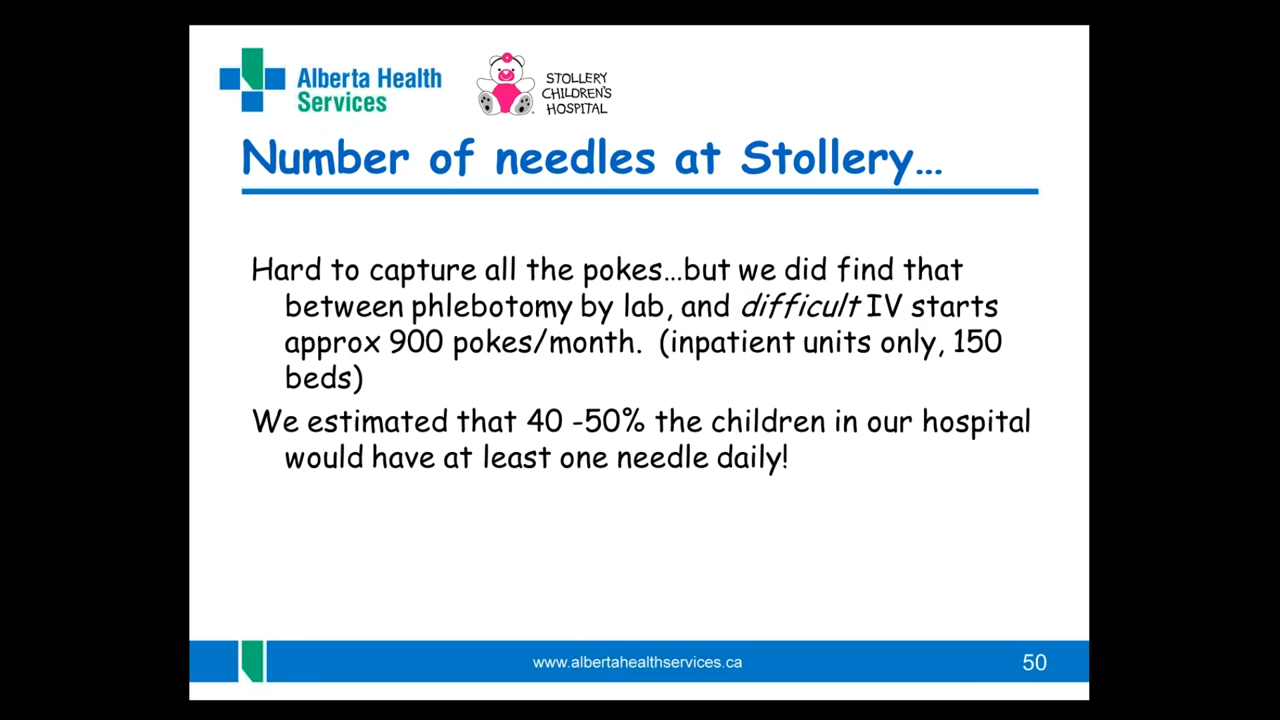 Alberta Health
Services
STOLLERY
CHILDREN'S
HOSPITAL
Number of needles at Stollery...
Hard to capture all the pokes...but we did find that
between phlebotomy by lab, and difficult IV starts
approx 900 pokes/month.  (inpatient units only, 150
beds)
We estimated that 40 -50% the children in our hospital
would have at least one needle daily!
www.albertahealthservices.ca
50